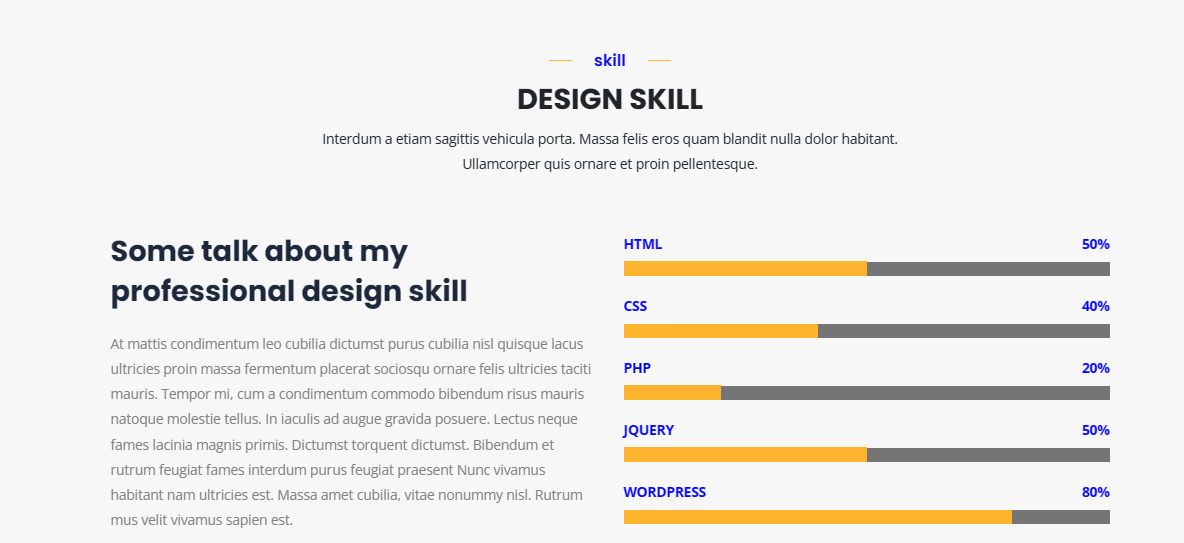 skill
DESIGN SKILL
Interdum a etiam sagittis vehicula porta. Massa felis eros quam blandit nulla dolor habitant.
Ullamcorper quis ornare et proin pellentesque.
Some talk about my
professional design skill
At mattis condimentum leo cubilia dictumst purus cubilia nisl quisque lacus
ultricies proin massa fermentum placerat sociosqu ornare felis ultricies taciti
mauris. Tempor mi, cum a condimentum commodo bibendum risus mauris
natoque molestie tellus. In iaculis ad augue gravida posuere. Lectus neque
fames lacinia magnis primis. Dictumst torquent dictumst. Bibendum et
rutrum feugiat fames interdum purus feugiat praesent Nunc vivamus
habitant nam ultricies est. Massa amet cubilia, vitae nonummy nisl. Rutrum
mus velit vivamus sapien est.
HTML 50%
CSS 40%
PHP 20%
JQUERY 50%
WORDPRESS 80%